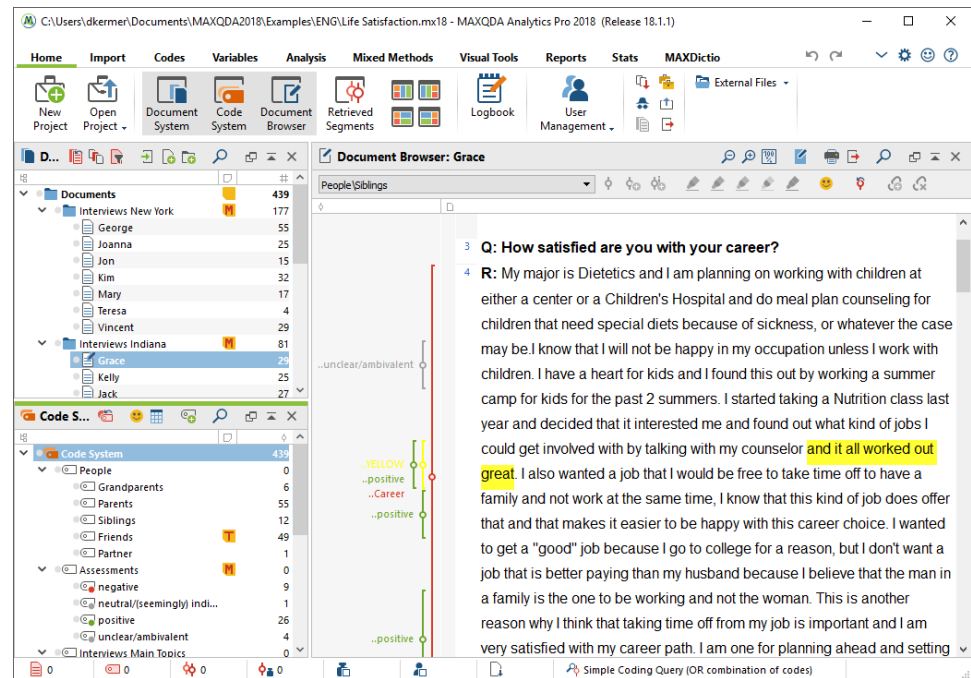 C:\Users\dkermer\Documents\MAXQDA2018\Examples\ENG\Life Satisfaction.mx18 - MAXQDA Analytics Pro 2018 (Release 18.1.1)
Home Import Codes Variables Analysis Mixed Methods Visual Tools Reports Stats MAXDictio
New Project
Open Project
Document System
Code System
Document Browser
Retrieved Segments
Logbook
User Management
External Files
D...
Documents 439
Interviews New York M 177
George 55
Joanna 25
Jon 15
Kim 32
Mary 17
Teresa 4
Vincent 29
Interviews Indiana M 81
Grace 29
Kelly 25
Jack 27
Code S...
Code System 439
People 0
Grandparents 6
Parents 55
Siblings 12
Friends T 49
Partner 1
Assessments M 0
negative 9
neutral/(seemingly) indi... 1
positive 26
unclear/ambivalent 4
Interviews Main Topics 0
Document Browser: Grace
100
People\Siblings
..unclear/ambivalent
..YELLOW
..positive
..Career
..positive
..positive
3 Q: How satisfied are you with your career?
4 R: My major is Dietetics and I am planning on working with children at
either a center or a Children's Hospital and do meal plan counseling for
children that need special diets because of sickness, or whatever the case
may be.I know that I will not be happy in my occupation unless I work with
children. I have a heart for kids and I found this out by working a summer
camp for kids for the past 2 summers. I started taking a Nutrition class last
year and decided that it interested me and found out what kind of jobs I
could get involved with by talking with my counselor and it all worked out
great. I also wanted a job that I would be free to take time off to have a
family and not work at the same time, I know that this kind of job does offer
that and that makes it easier to be happy with this career choice. I wanted
to get a "good" job because I go to college for a reason, but I don't want a
job that is better paying than my husband because I believe that the man in
a family is the one to be working and not the woman. This is another
reason why I think that taking time off from my job is important and I am
very satisfied with my career path. I am one for planning ahead and setting
0 0 0 0 Simple Coding Query (OR combination of codes)